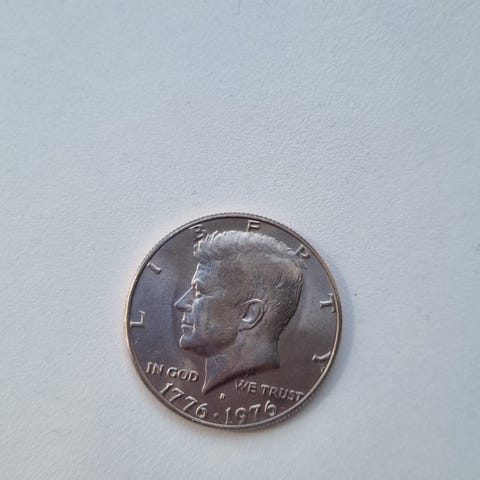 LIBERTY
IN GOD WE TRUST
D
1776·1976